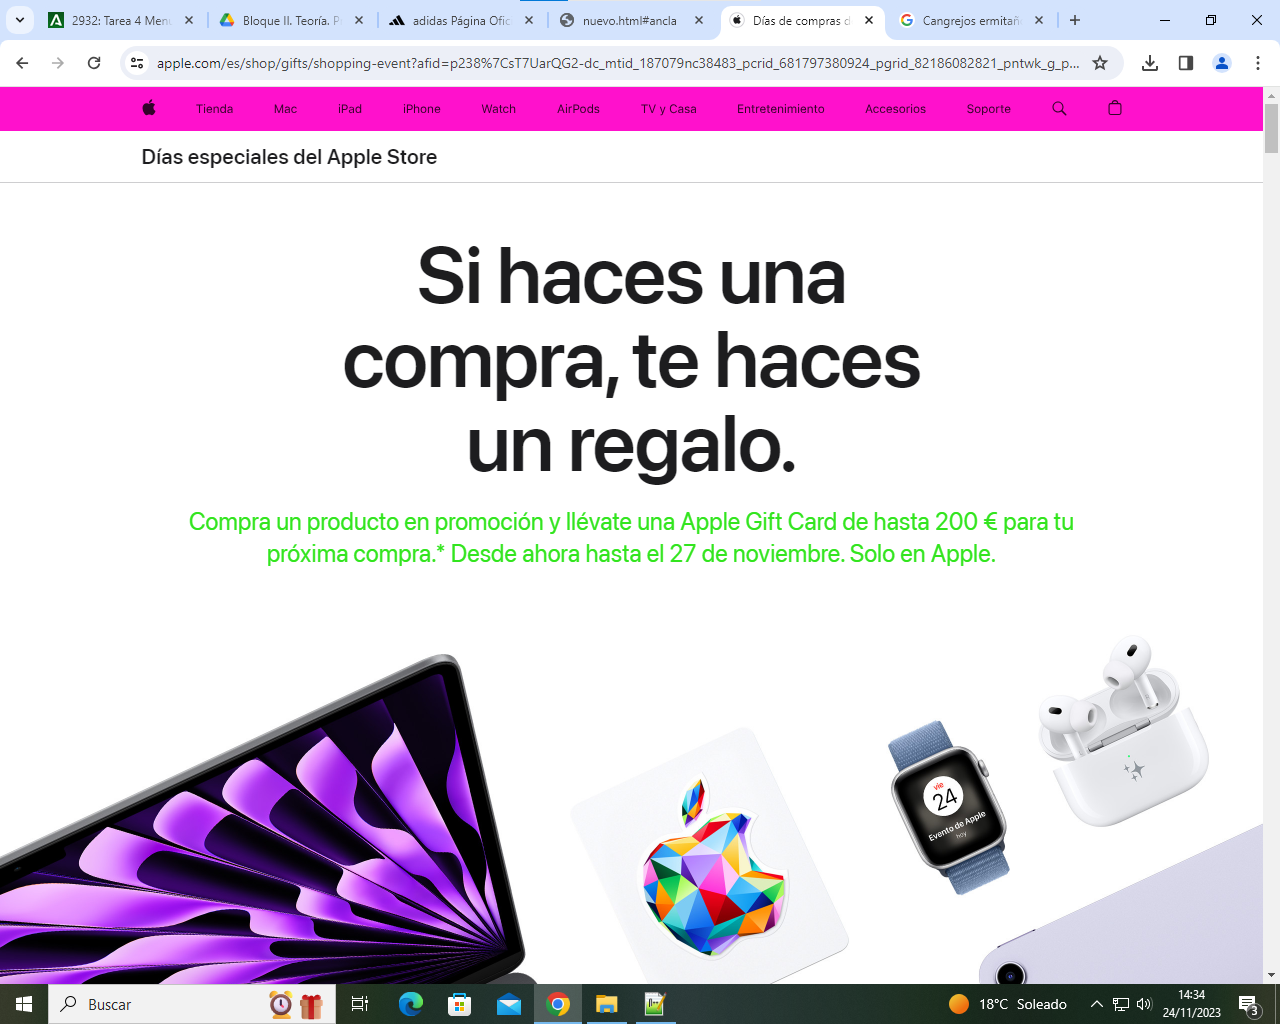 2932: Tarea 4 Menu
Bloque II. Teoría. P
adidas Página Ofic
nuevo.html#ancla
Días de compras d
Cangrejos ermitañ
apple.com/es/shop/gifts/shopping-event?afid=p238%7CsT7UarQG2-dc_mtid_187079nc38483_pcrid_681797380924_pgrid_82186082821_pntwk_g_p...
Tienda Mac iPad iPhone Watch AirPods TV y Casa Entretenimiento Accesorios Soporte
Días especiales del Apple Store
Si haces una
compra, te haces
un regalo.
Compra un producto en promoción y llévate una Apple Gift Card de hasta 200 € para tu
próxima compra.* Desde ahora hasta el 27 de noviembre. Solo en Apple.
VIE
24
Evento de Apple
hoy
Buscar
18°C Soleado
14:34
24/11/2023
3